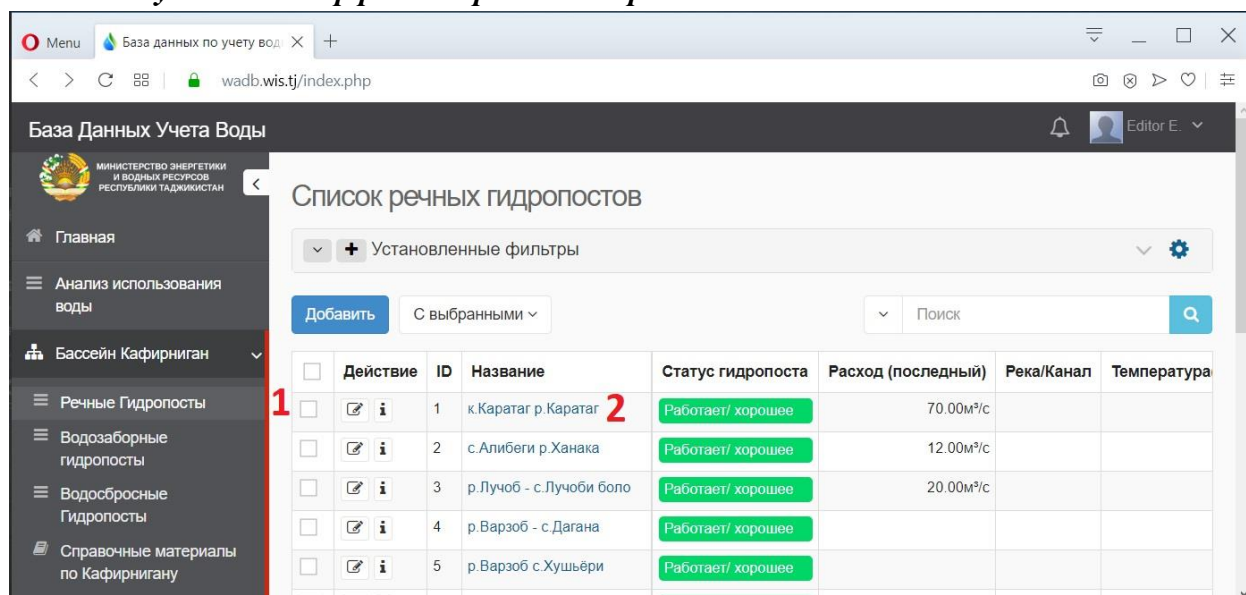 Menu
База данных по учету вод
wadb.wis.tj/index.php
База Данных Учета Воды
Editor E.
МИНИСТЕРСТВО ЭНЕРГЕТИКИ
И ВОДНЫХ РЕСУРСОВ
РЕСПУБЛИКИ ТАДЖИКИСТАН
Главная
Анализ использования
воды
Бассейн Кафирниган
Речные Гидропосты
Водозаборные
гидропосты
Водосбросные
Гидропосты
Справочные материалы
по Кафирнигану
1
Список речных гидропостов
Установленные фильтры
Добавить С выбранными Поиск
Действие ID Название Статус гидропоста Расход (последный) Река/Канал Температура
1 к.Каратаг р.Каратаг 2 Работает/ хорошее 70.00м³/с
2 с.Алибеги р.Ханака Работает/ хорошее 12.00м³/с
3 р.Лучоб - с.Лучоби боло Работает/ хорошее 20.00м³/с
4 р.Варзоб - с.Дагана Работает/ хорошее
5 р.Варзоб с.Хушьёри Работает/ хорошее